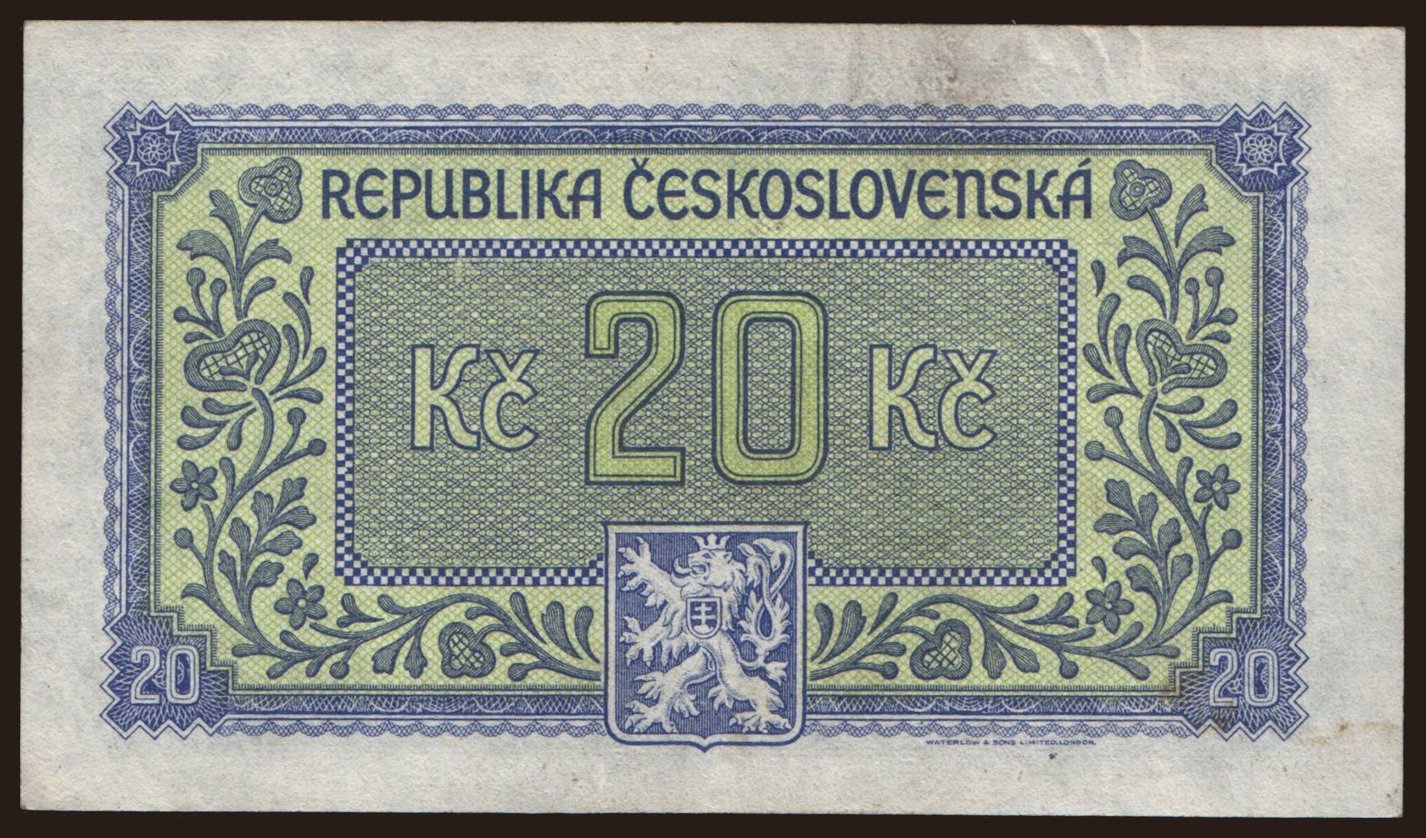 REPUBLIKA ČESKOSLOVENSKÁ
Kč 20 Kč
20 20
WATERLOW & SONS LIMITED, LONDON.